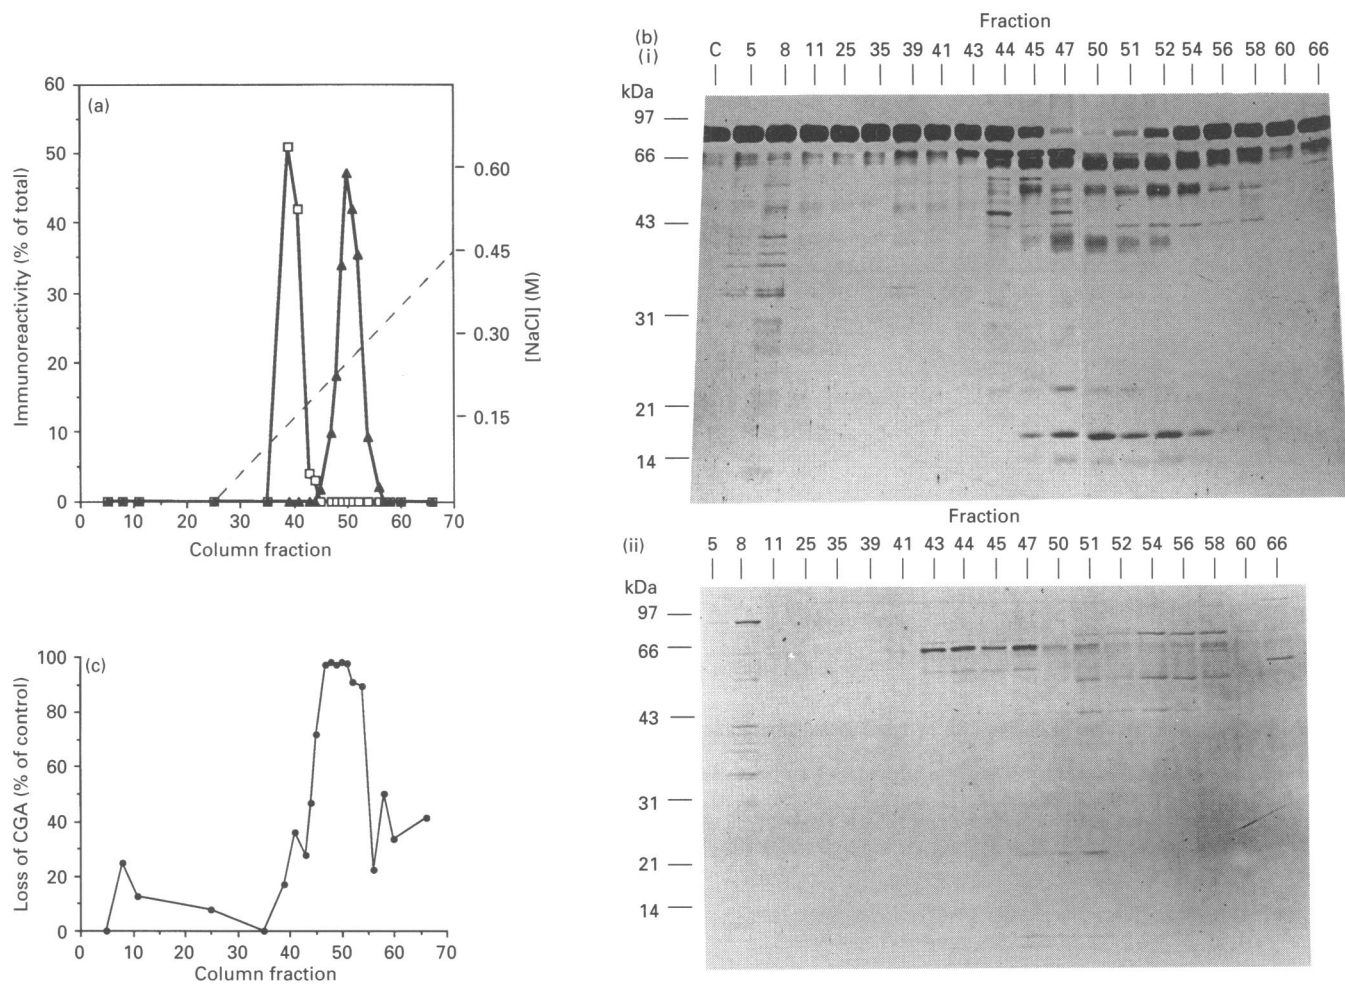 (a)
60
50
40
30
20
10
0
Immunoreactivity (% of total)
0.60
0.45
0.30
0.15
[NaCl] (M)
0 10 20 30 40 50 60 70
Column fraction
Fraction
(b)
(i)
C 5 8 11 25 35 39 41 43 44 45 47 50 51 52 54 56 58 60 66
kDa
97
66
43
31
21
14
Fraction
(ii)
5 8 11 25 35 39 41 43 44 45 47 50 51 52 54 56 58 60 66
kDa
97
66
43
31
21
14
(c)
100
80
60
40
20
0
Loss of CGA (% of control)
0 10 20 30 40 50 60 70
Column fraction